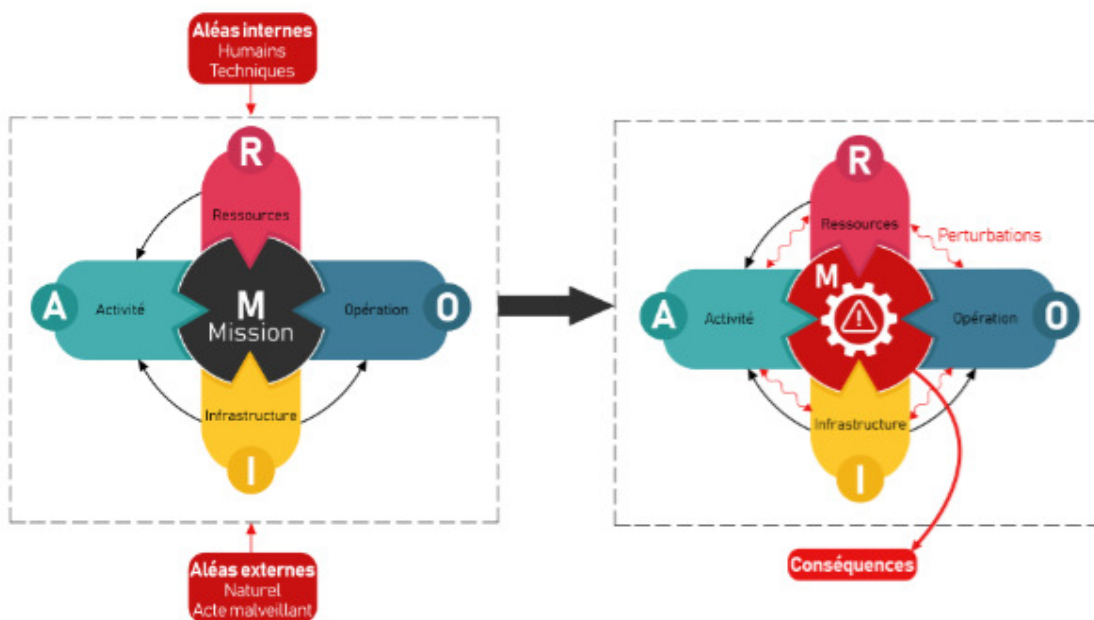 Aléas internes
Humains
Techniques
R
Ressources
A
Activité
M
Mission
Opération
O
Infrastructure
I
Aléas externes
Naturel
Acte malveillant
R
Ressources
Perturbations
A
Activité
M
Opération
O
Infrastructure
I
Conséquences